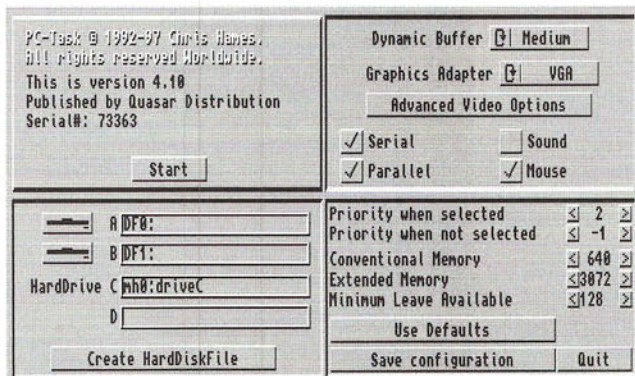 PC-Task © 1992-97 Chris Hames.
All rights reserved Worldwide.
This is version 4.10
Published by Quasar Distribution
Serial#: 73363
Start
Dynamic Buffer Medium
Graphics Adapter VGA
Advanced Video Options
Serial
Sound
Parallel
Mouse
A DF0:
B DF1:
HardDrive C mh0:driveC
D
Create HardDiskFile
Priority when selected < 2 >
Priority when not selected < -1 >
Conventional Memory < 640 >
Extended Memory < 3072 >
Minimum Leave Available < 128 >
Use Defaults
Save configuration
Quit